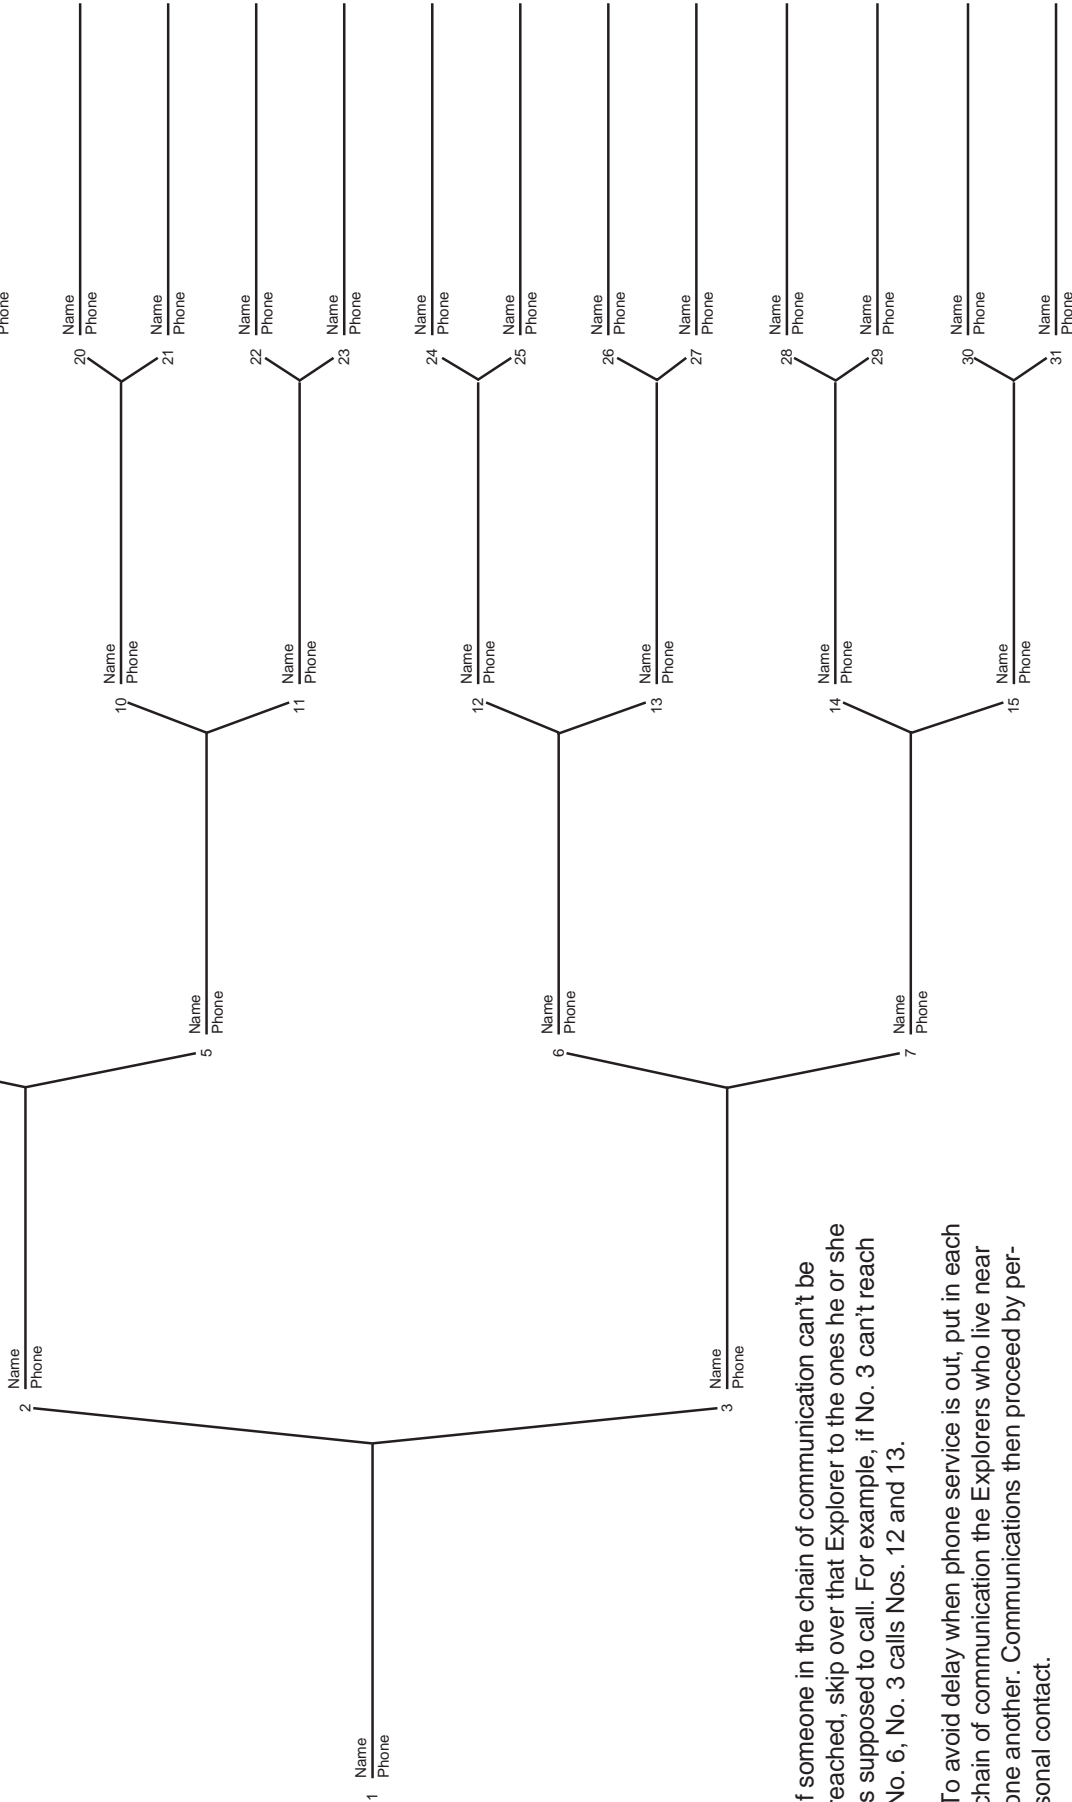 1
Name
Phone
2
Name
Phone
3
Name
Phone
5
Name
Phone
6
Name
Phone
7
Name
Phone
10
Name
Phone
11
Name
Phone
12
Name
Phone
13
Name
Phone
14
Name
Phone
15
Name
Phone
Phone
20
Name
Phone
21
Name
Phone
22
Name
Phone
23
Name
Phone
24
Name
Phone
25
Name
Phone
26
Name
Phone
27
Name
Phone
28
Name
Phone
29
Name
Phone
30
Name
Phone
31
Name
Phone
f someone in the chain of communication can't be
reached, skip over that Explorer to the ones he or she
s supposed to call. For example, if No. 3 can't reach
No. 6, No. 3 calls Nos. 12 and 13.
To avoid delay when phone service is out, put in each
chain of communication the Explorers who live near
one another. Communications then proceed by per-
sonal contact.